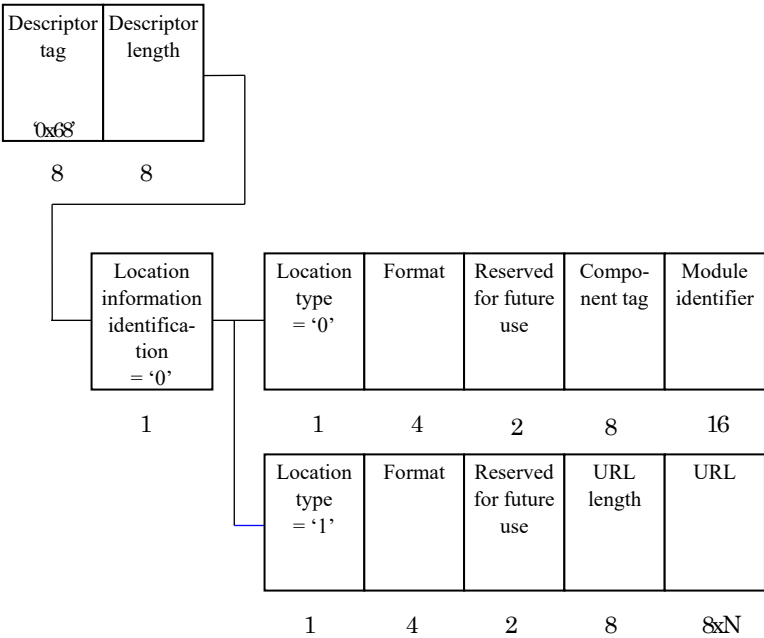 Descriptor
tag
‘0x68’
Descriptor
length
8
8
Location
information
identifica-
tion
= ‘0’
1
Location
type
= ‘0’
Format
Reserved
for future
use
Compo-
nent tag
Module
identifier
1
4
2
8
16
Location
type
= ‘1’
Format
Reserved
for future
use
URL
length
URL
1
4
2
8
8xN